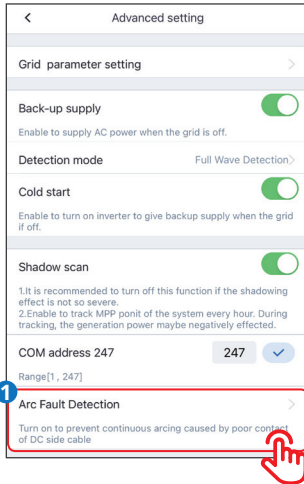 Advanced setting
Grid parameter setting
Back-up supply
Enable to supply AC power when the grid is off.
Detection mode Full Wave Detection
Cold start
Enable to turn on inverter to give backup supply when the grid
if off.
Shadow scan
1.It is recommended to turn off this function if the shadowing
effect is not so severe.
2.Enable to track MPP ponit of the system every hour. During
tracking, the generation power maybe negatively effected.
COM address 247 247
Range[1 , 247]
1
Arc Fault Detection
Turn on to prevent continuous arcing caused by poor contact
of DC side cable